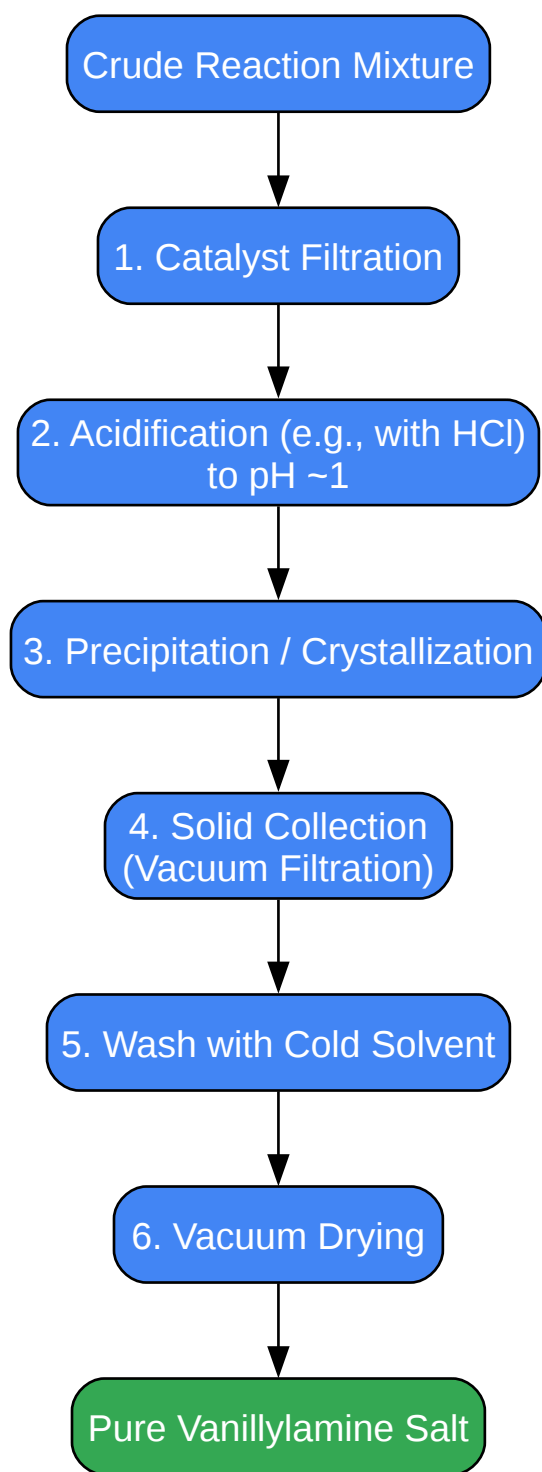 Crude Reaction Mixture
1. Catalyst Filtration
2. Acidification (e.g., with HCl)
to pH ~1
3. Precipitation / Crystallization
4. Solid Collection
(Vacuum Filtration)
5. Wash with Cold Solvent
6. Vacuum Drying
Pure Vanillylamine Salt